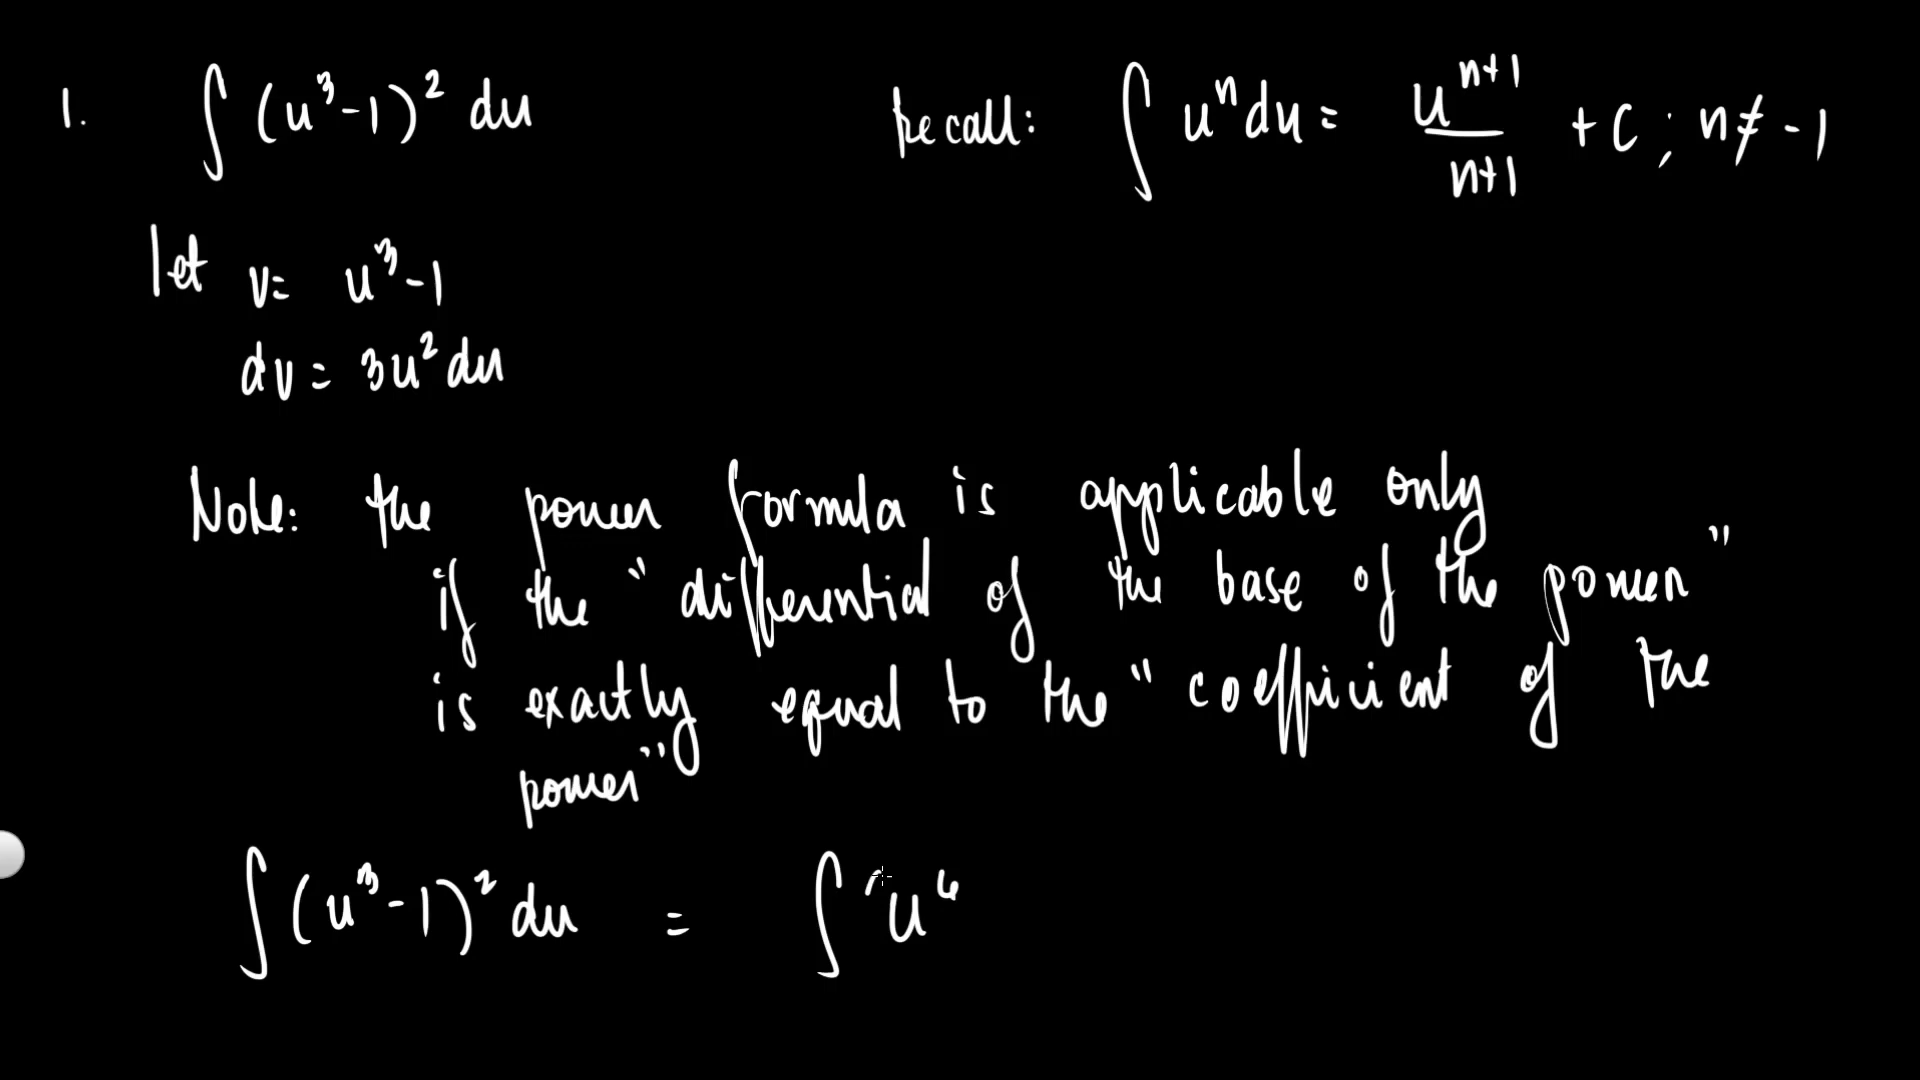 1. ∫ (u³-1)² du Recall: ∫ uⁿ du = uⁿ⁺¹/n+1 + C ; n ≠ -1
let v = u³-1
dv = 3u² du
Note: the power formula is applicable only
if the "differential of the base of the power"
is exactly equal to the "coefficient of the
power"
∫ (u³-1)² du = ∫ (u⁶